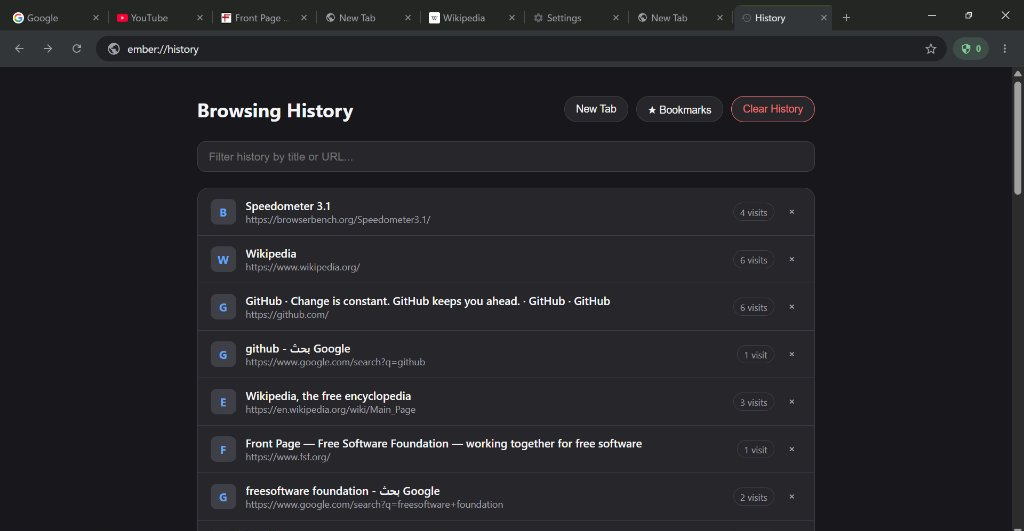 Google
YouTube
Front Page ...
New Tab
Wikipedia
Settings
New Tab
History
ember://history
0
Browsing History
New Tab
★ Bookmarks
Clear History
Filter history by title or URL...
B
Speedometer 3.1
https://browserbench.org/Speedometer3.1/
4 visits
W
Wikipedia
https://www.wikipedia.org/
6 visits
G
GitHub · Change is constant. GitHub keeps you ahead. · GitHub · GitHub
https://github.com/
6 visits
G
github - بحث Google
https://www.google.com/search?q=github
1 visit
E
Wikipedia, the free encyclopedia
https://en.wikipedia.org/wiki/Main_Page
3 visits
F
Front Page — Free Software Foundation — working together for free software
https://www.fsf.org/
1 visit
G
freesoftware foundation - بحث Google
https://www.google.com/search?q=freesoftware+foundation
2 visits